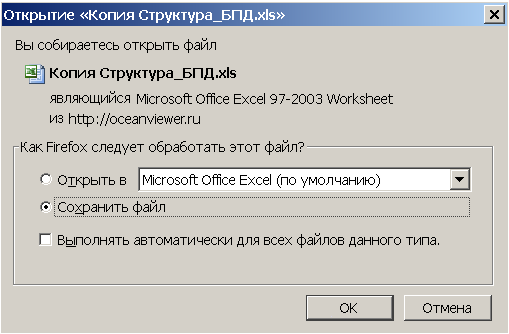 Открытие «Копия Структура_БПД.xls»
Вы собираетесь открыть файл
Копия Структура_БПД.xls
являющийся Microsoft Office Excel 97-2003 Worksheet
из http://oceanviewer.ru
Как Firefox следует обработать этот файл?
Открыть в Microsoft Office Excel (по умолчанию)
Сохранить файл
Выполнять автоматически для всех файлов данного типа.
ОК Отмена